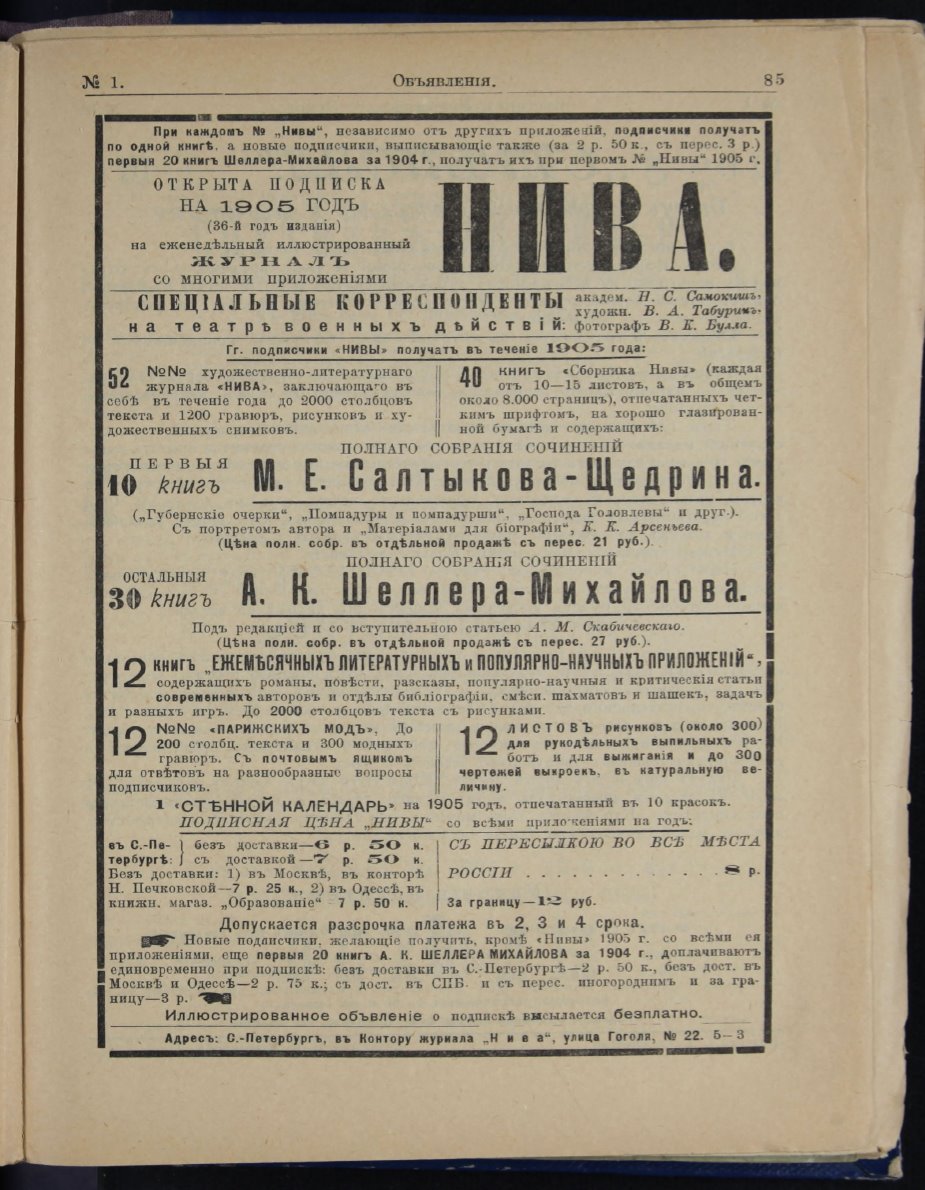 № 1.
Объявленія.
85
При каждомъ № „Нивы“, независимо отъ другихъ приложеній, подписчики получатъ
по одной книгѣ, а новые подписчики, выписывающіе также (за 2 р. 50 к., съ перес. 3 р.)
первыя 20 книгъ Шеллера-Михайлова за 1904 г., получатъ ихъ при первомъ № „Нивы“ 1905 г.
ОТКРЫТА ПОДПИСКА
НА 1905 ГОДЪ
(36-й годъ изданія)
на еженедѣльный иллюстрированный
ЖУРНАЛЪ
со многими приложеніями
НИВА.
СПЕЦІАЛЬНЫЕ КОРРЕСПОНДЕНТЫ
на театрѣ военныхъ дѣйствій:
академ. Н. С. Самокишъ,
художн. В. А. Табуринъ,
фотографъ В. К. Булла.
Гг. подписчики «НИВЫ» получатъ въ теченіе 1905 года:
52 №№ художественно-литературнаго
журнала «НИВА», заключающаго въ
себѣ въ теченіе года до 2000 столбцовъ
текста и 1200 гравюръ, рисунковъ и ху-
дожественныхъ снимковъ.
40 книгъ «Сборника Нивы» (каждая
отъ 10—15 листовъ, а въ общемъ
около 8.000 страницъ), отпечатанныхъ чет-
кимъ шрифтомъ, на хорошо глазирован-
ной бумагѣ и содержащихъ:
ПОЛНАГО СОБРАНІЯ СОЧИНЕНІЙ
ПЕРВЫЯ
10 книгъ
М. Е. Салтыкова-Щедрина.
(„Губернскіе очерки“, „Помпадуры и помпадурши“, „Господа Головлевы“ и друг.).
Съ портретомъ автора и „Матеріалами для біографіи“, К. К. Арсеньева.
(Цѣна полн. собр. въ отдѣльной продажѣ съ перес. 21 руб.).
ПОЛНАГО СОБРАНІЯ СОЧИНЕНІЙ
ОСТАЛЬНЫЯ
30 книгъ
А. К. Шеллера-Михайлова.
Подъ редакціей и со вступительною статьею А. М. Скабичевскаго.
(Цѣна полн. собр. въ отдѣльной продажѣ съ перес. 27 руб.).
12 книгъ „ЕЖЕМѢСЯЧНЫХЪ ЛИТЕРАТУРНЫХЪ и ПОПУЛЯРНО-НАУЧНЫХЪ ПРИЛОЖЕНІЙ“,
содержащихъ романы, повѣсти, разсказы, популярно-научныя и критическія статьи
современныхъ авторовъ и отдѣлы библіографіи, смѣси, шахматовъ и шашекъ, задачъ
и разныхъ игръ. До 2000 столбцовъ текста съ рисунками.
12 №№ «ПАРИЖСКИХЪ МОДЪ». До
200 столбц. текста и 300 модныхъ
гравюръ. Съ почтовымъ ящикомъ
для отвѣтовъ на разнообразные вопросы
подписчиковъ.
12 ЛИСТОВЪ рисунковъ (около 300)
для рукодѣльныхъ выпильныхъ ра-
ботъ и для выжиганія и до 300
чертежей выкроекъ, въ натуральную ве-
личину.
1 «СТѢННОЙ КАЛЕНДАРЬ» на 1905 годъ, отпечатанный въ 10 красокъ.
ПОДПИСНАЯ ЦѢНА „НИВЫ“ со всѣми приложеніями на годъ:
въ С.-Пе-
тербургѣ:
безъ доставки—6 р. 50 к.
съ доставкой—7 р. 50 к.
Безъ доставки: 1) въ Москвѣ, въ конторѣ
Н. Печковской—7 р. 25 к., 2) въ Одессѣ, въ
книжн. магаз. „Образованіе“ 7 р. 50 к.
СЪ ПЕРЕСЫЛКОЮ ВО ВСѢ МѢСТА
РОССІИ . . . . . . . . . . . . . 8 р.
За границу—12 руб.
Допускается разсрочка платежа въ 2, 3 и 4 срока.
Новые подписчики, желающіе получить, кромѣ «Нивы» 1905 г. со всѣми ея
приложеніями, еще первыя 20 книгъ А. К. ШЕЛЛЕРА МИХАЙЛОВА за 1904 г., доплачиваютъ
единовременно при подпискѣ: безъ доставки въ С.-Петербургѣ—2 р. 50 к., безъ дост. въ
Москвѣ и Одессѣ—2 р. 75 к.; съ дост. въ СПБ. и съ перес. иногороднимъ и за гра-
ницу—3 р.
Иллюстрированное объвленіе о подпискѣ высылается безплатно.
Адресъ: С.-Петербургъ, въ Контору журнала „Нива“, улица Гоголя, № 22. 5—3